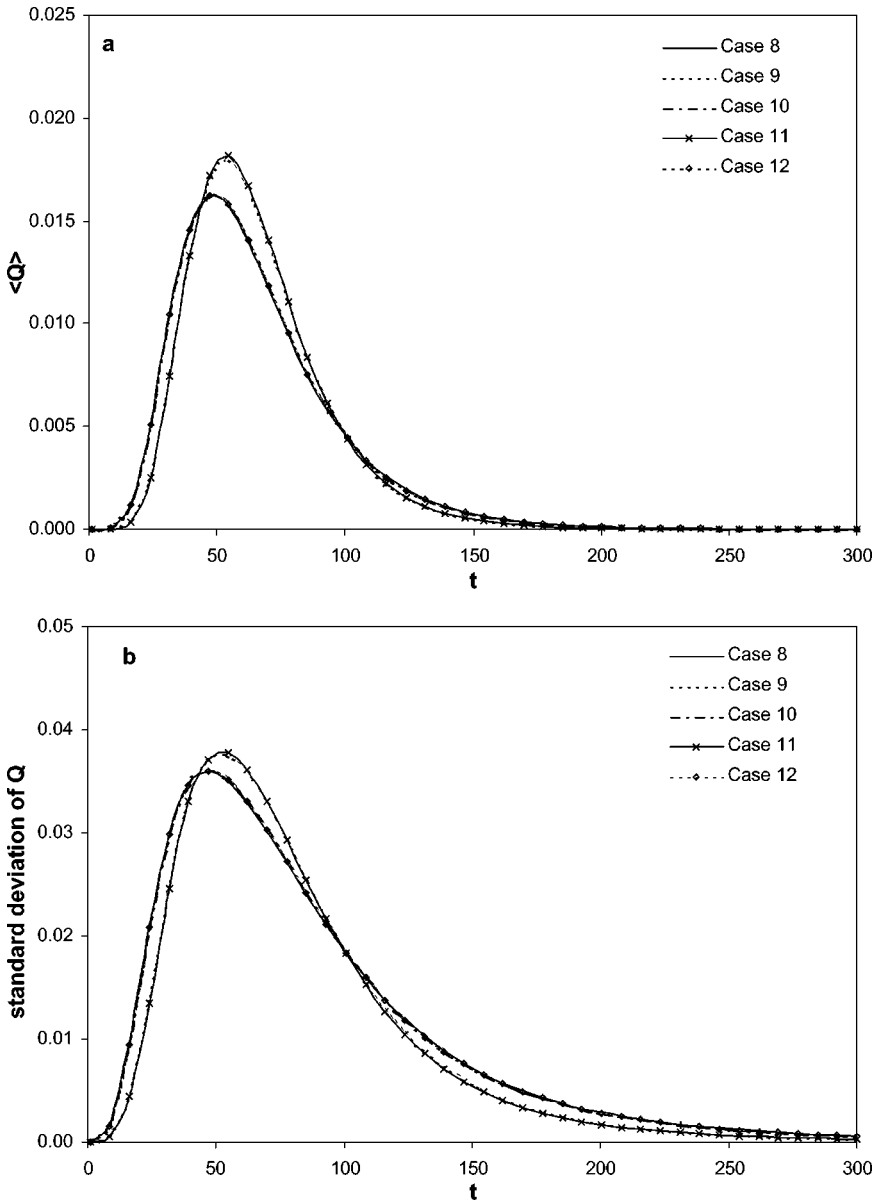 0.025
a
Case 8
Case 9
0.020
Case 10
Case 11
Case 12
0.015
<Q>
0.010
0.005
0.000
0 50 100 150 200 250 300
t
0.05
b
Case 8
Case 9
0.04
Case 10
Case 11
Case 12
0.03
standard deviation of Q
0.02
0.01
0.00
0 50 100 150 200 250 300
t